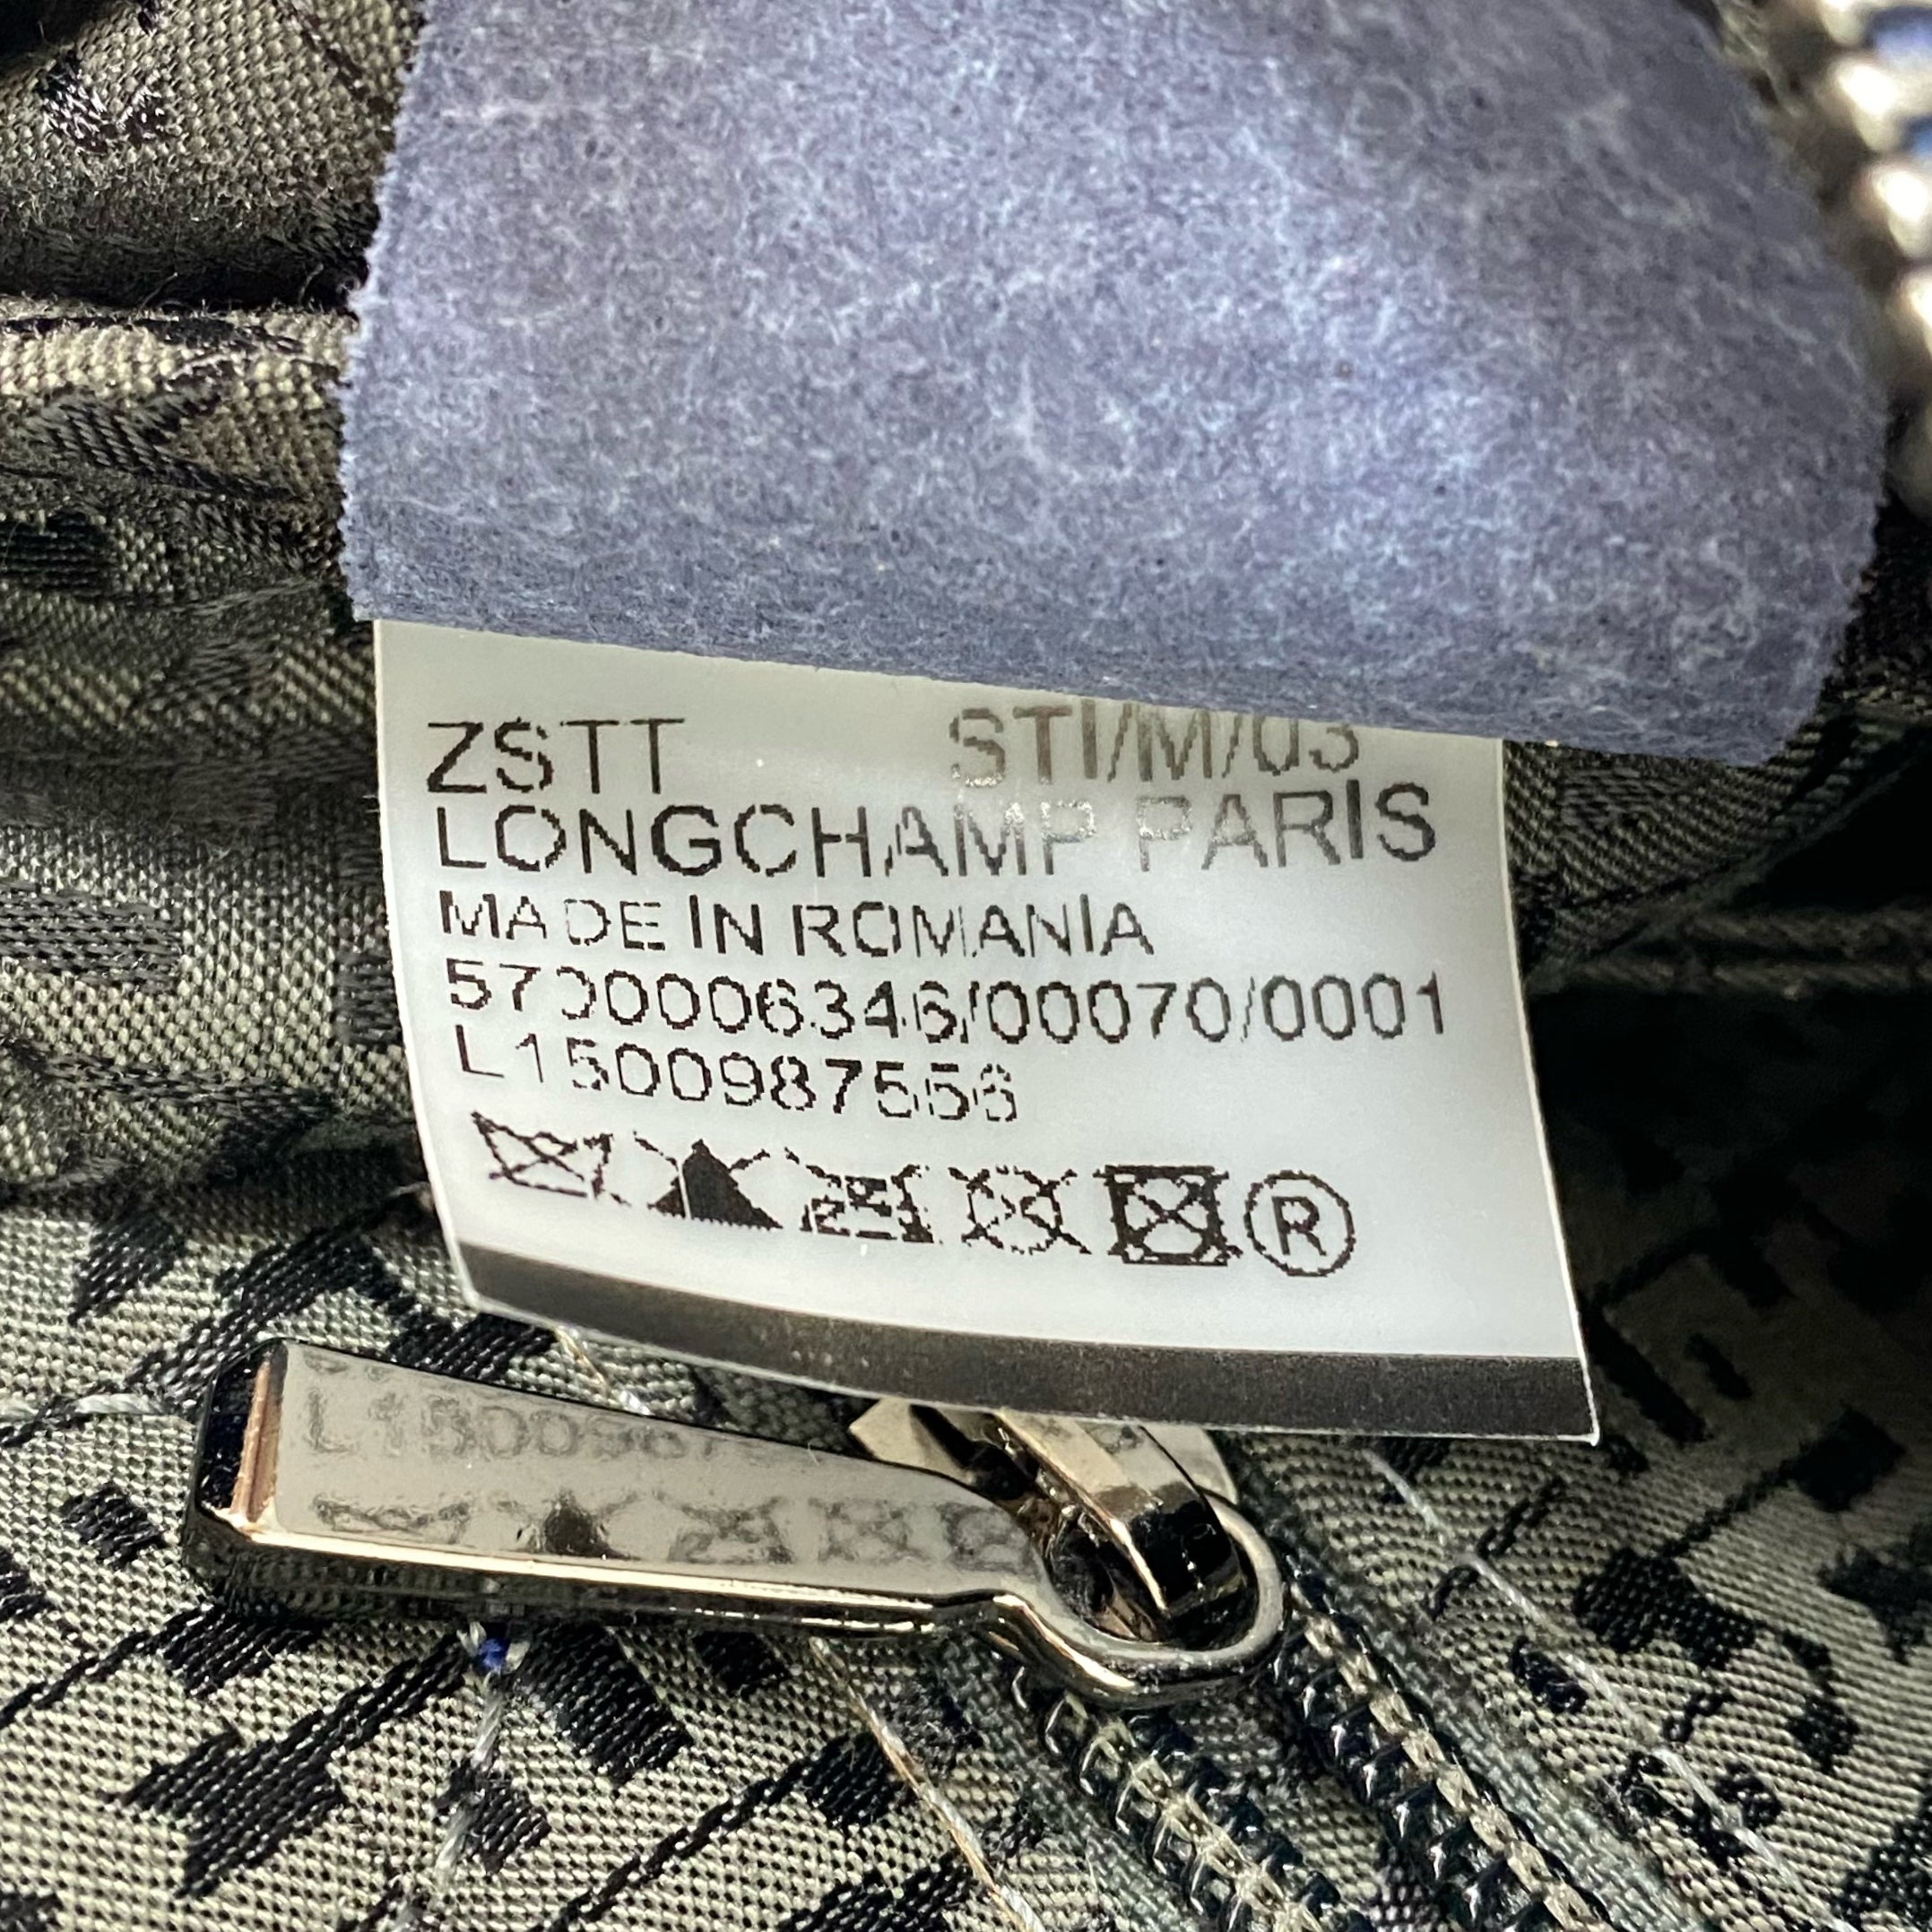 ZSTT STI/M/03
LONGCHAMP PARIS
MADE IN ROMANIA
5700006346/00070/0001
L1500987556
®